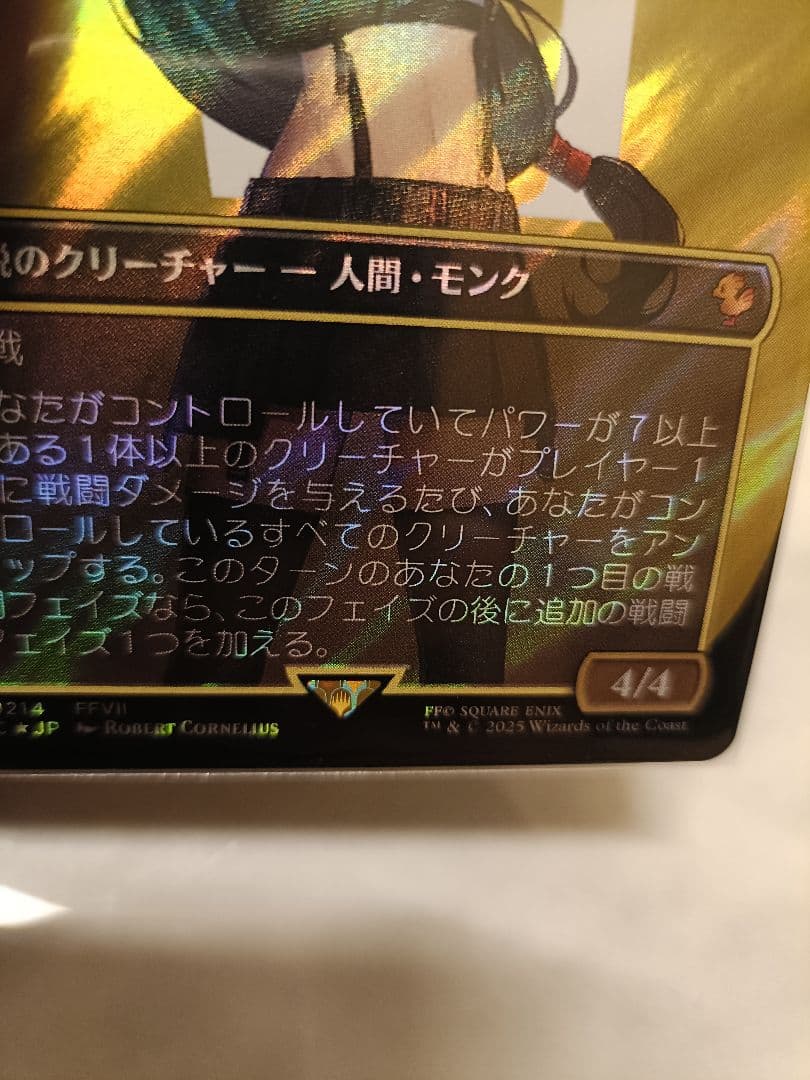 のクリーチャー — 人間・モンク
戦
なたがコントロールしていてパワーが7以上
ある1体以上のクリーチャーがプレイヤー1
に戦闘ダメージを与えるたび、あなたがコン
ロールしているすべてのクリーチャーをアン
ップする。このターンのあなたの1つ目の戦
フェイズなら、このフェイズの後に追加の戦闘
フェイズ1つを加える。
4/4
0214 FFVII
C ★ JP ROBERT CORNELIUS
FF© SQUARE ENIX
™ & © 2025 Wizards of the Coast